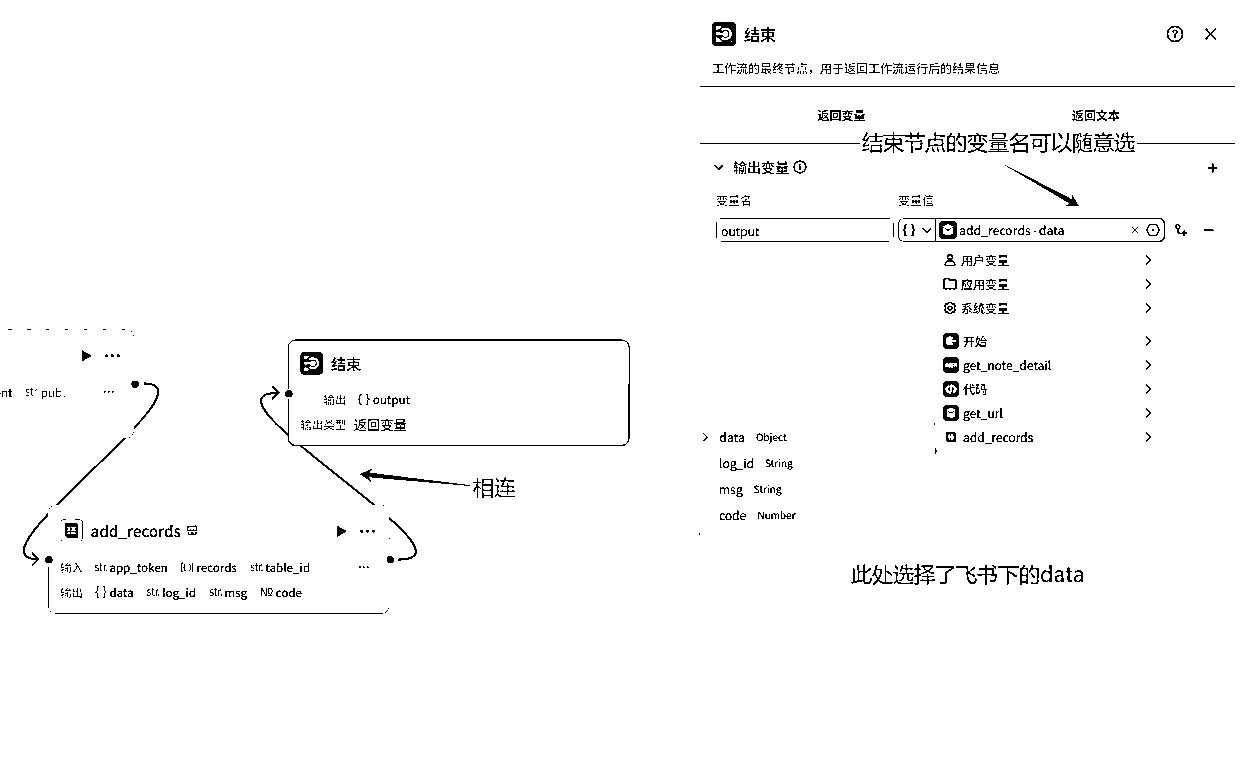 nt str. pub.
结束
输出 { } output
输出类型 返回变量
相连
add_records
输入 str. app_token [{}] records str. table_id
输出 { } data str. log_id str. msg № code
结束
工作流的最终节点，用于返回工作流运行后的结果信息
返回变量 返回文本
结束节点的变量名可以随意选
输出变量
变量名 变量值
output { } add_records · data
用户变量
应用变量
系统变量
开始
get_note_detail
代码
get_url
add_records
data Object
log_id String
msg String
code Number
此处选择了飞书下的data